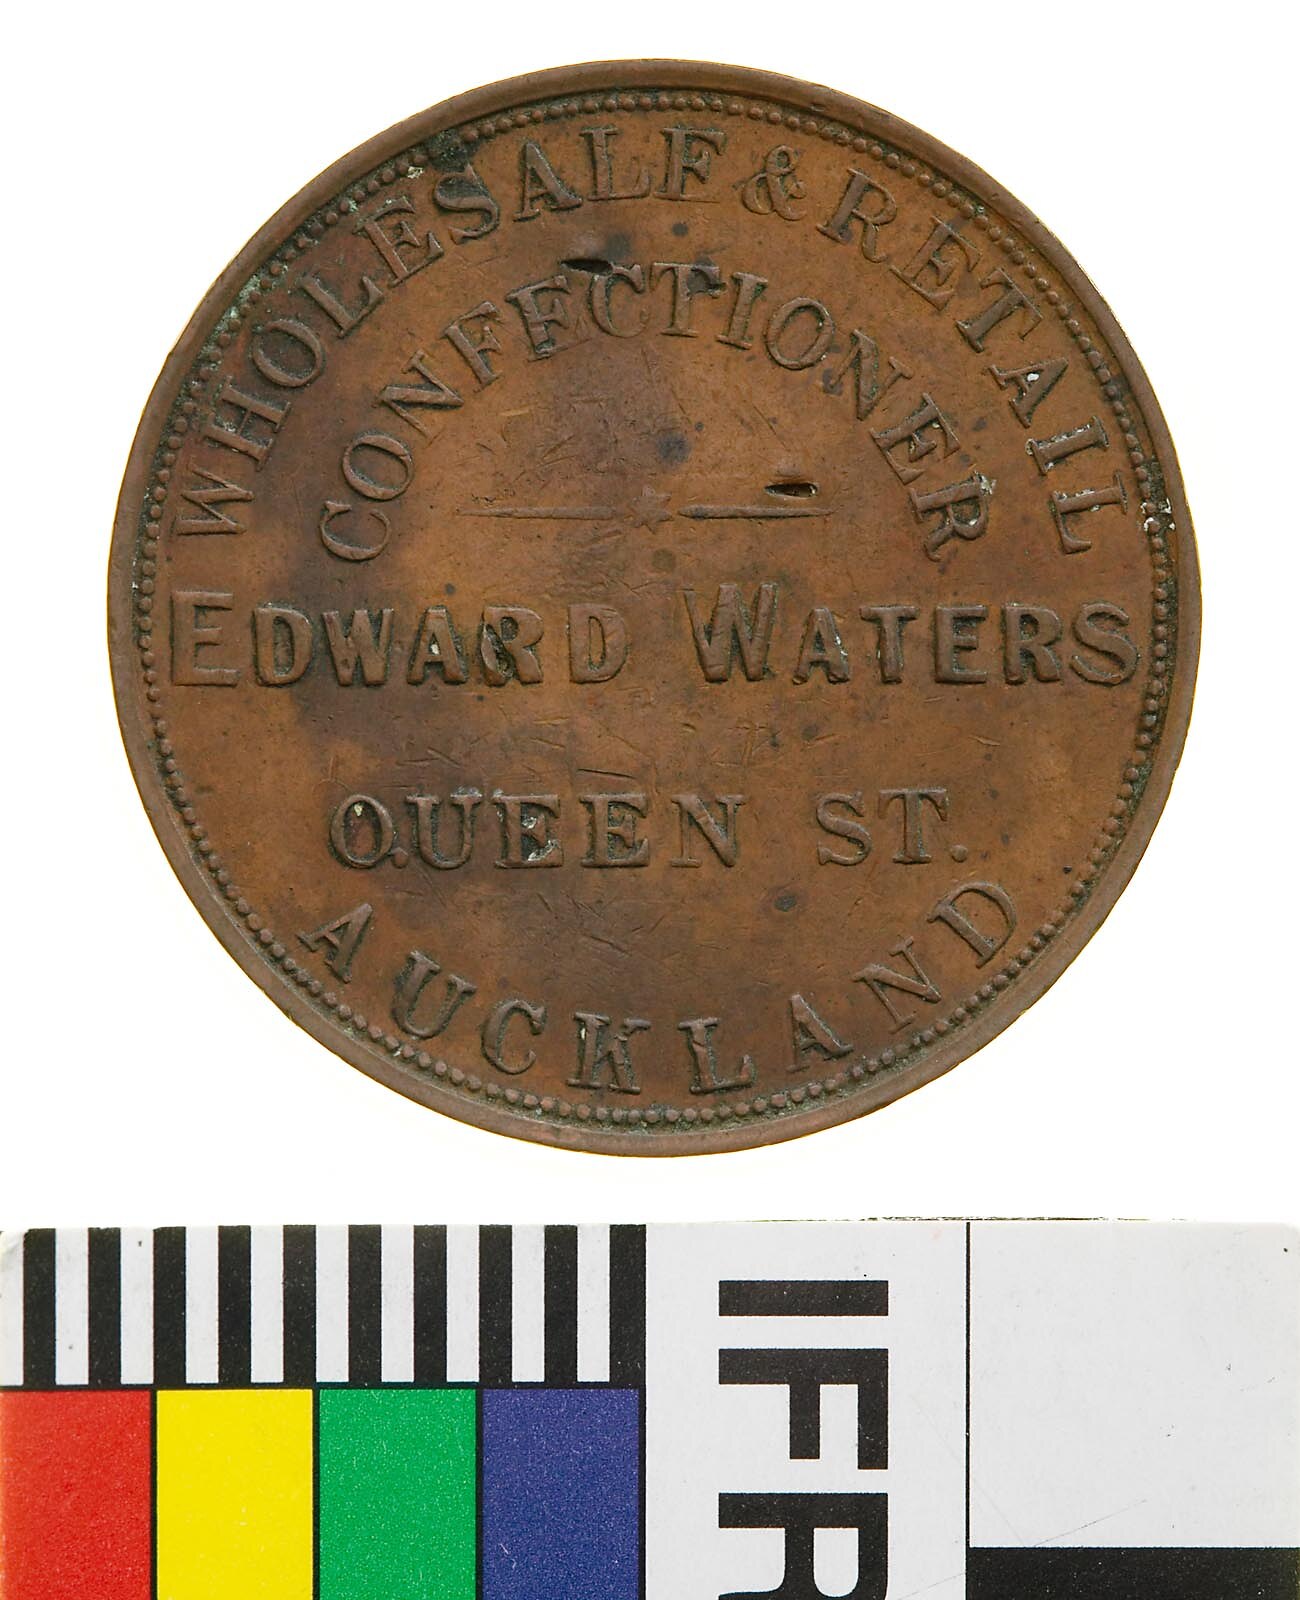 WHOLESALE & RETAIL
CONFECTIONER
EDWARD WATERS
QUEEN ST.
AUCKLAND
IFR